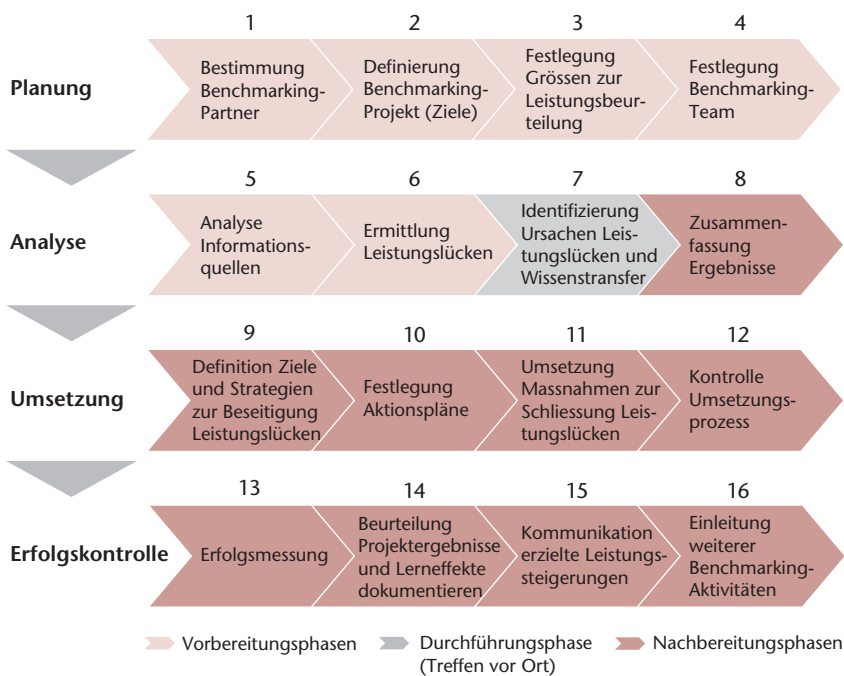 1
2
3
4
Planung
Bestimmung
Benchmarking-
Partner
Definierung
Benchmarking-
Projekt (Ziele)
Festlegung
Grössen zur
Leistungsbeur-
teilung
Festlegung
Benchmarking-
Team
5
6
7
8
Analyse
Analyse
Informations-
quellen
Ermittlung
Leistungslücken
Identifizierung
Ursachen Leis-
tungslücken und
Wissenstransfer
Zusammen-
fassung
Ergebnisse
9
10
11
12
Umsetzung
Definition Ziele
und Strategien
zur Beseitigung
Leistungslücken
Festlegung
Aktionspläne
Umsetzung
Massnahmen zur
Schliessung Leis-
tungslücken
Kontrolle
Umsetzungs-
prozess
13
14
15
16
Erfolgskontrolle
Erfolgsmessung
Beurteilung
Projektergebnisse
und Lerneffekte
dokumentieren
Kommunikation
erzielte Leistungs-
steigerungen
Einleitung
weiterer
Benchmarking-
Aktivitäten
Vorbereitungsphasen
Durchführungsphase
(Treffen vor Ort)
Nachbereitungsphasen